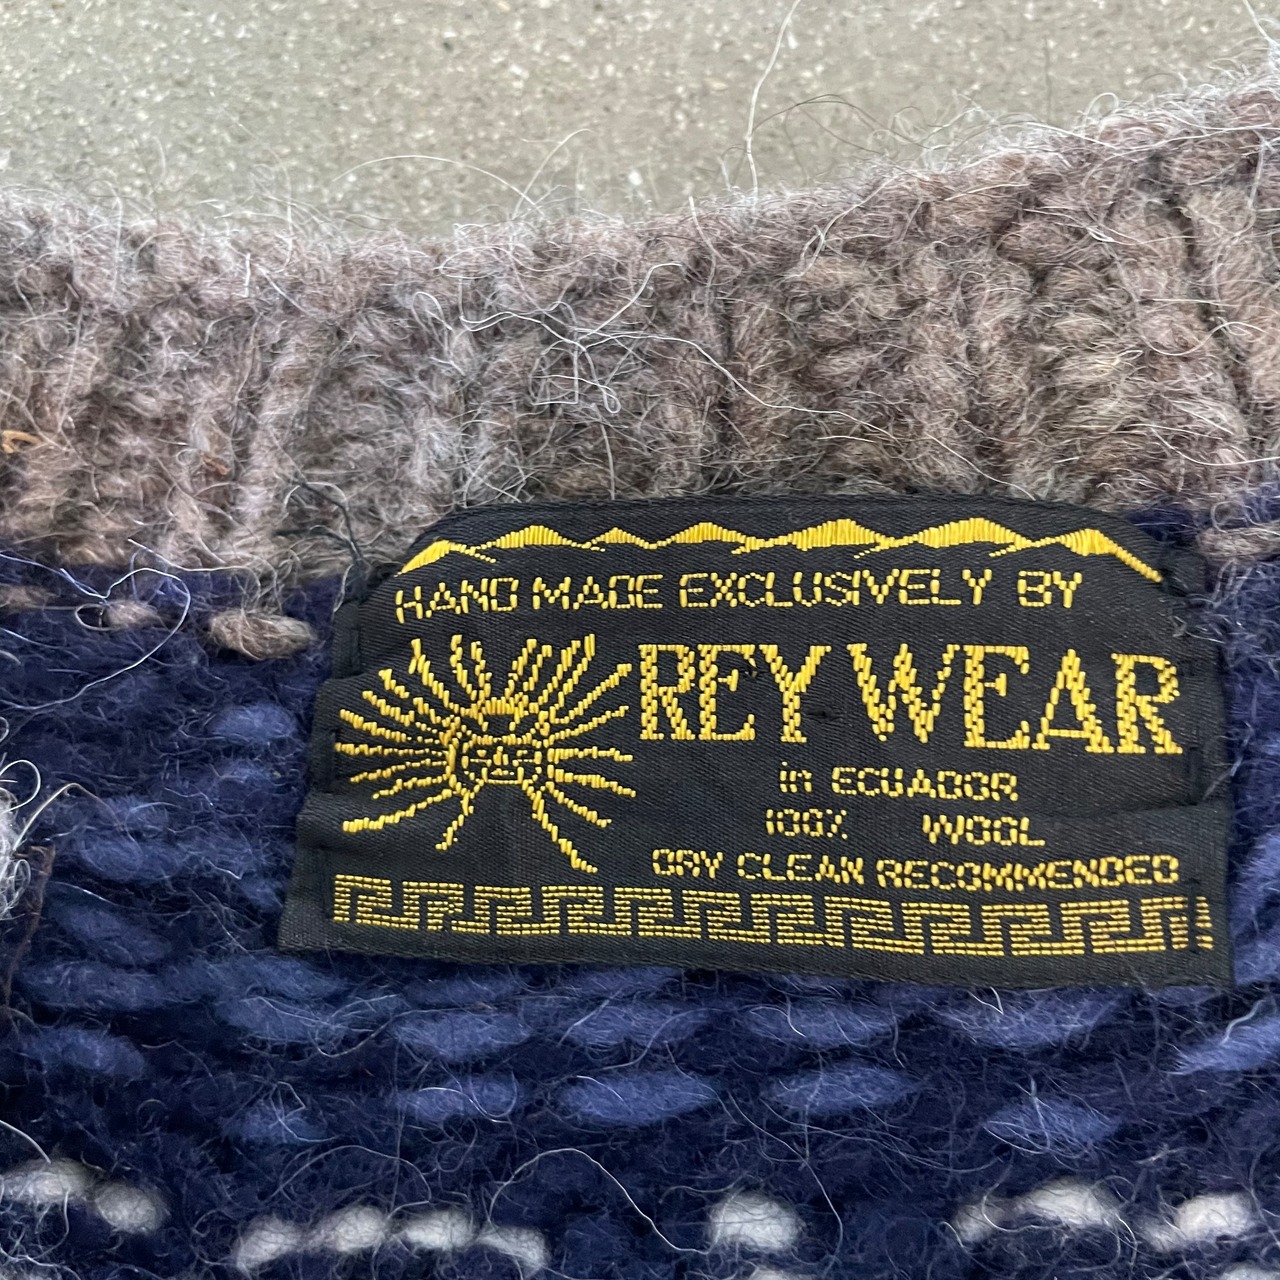 HAND MADE EXCLUSIVELY BY
REY WEAR
in ECUADOR
100% WOOL
DRY CLEAN RECOMMENDED